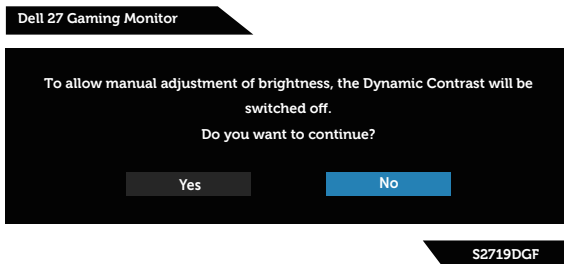 Dell 27 Gaming Monitor
To allow manual adjustment of brightness, the Dynamic Contrast will be
switched off.
Do you want to continue?
Yes
No
S2719DGF